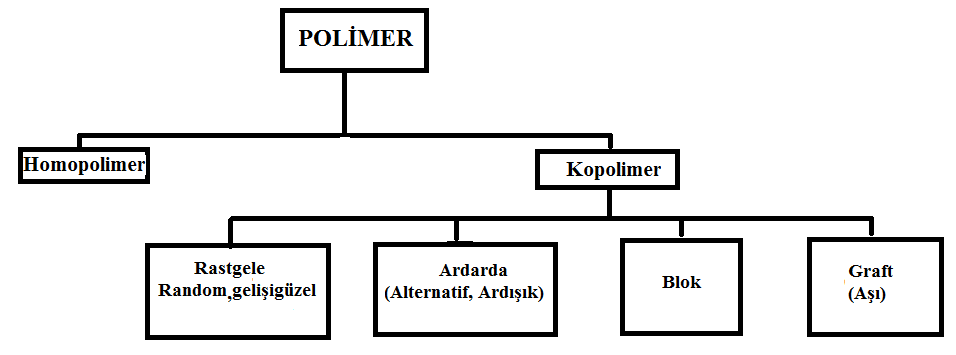 POLİMER
Homopolimer
Kopolimer
Rastgele
Random,gelişigüzel
Ardarda
(Alternatif, Ardışık)
Blok
Graft
(Aşı)